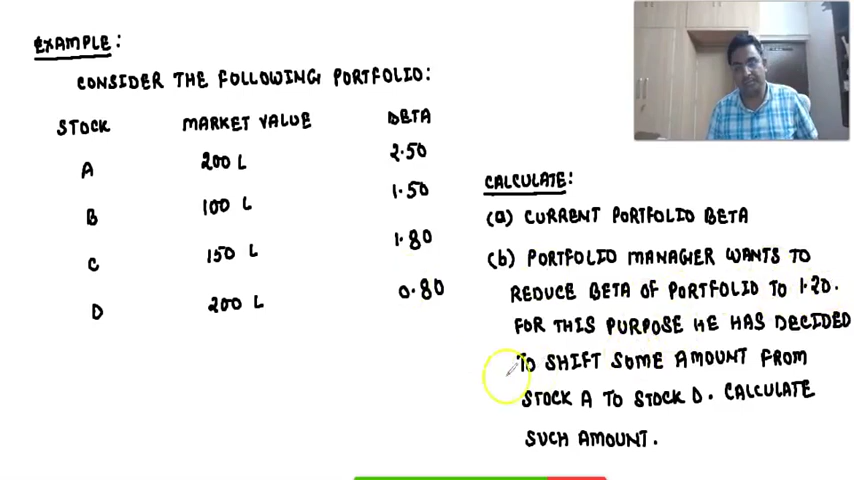 EXAMPLE:
CONSIDER THE FOLLOWING PORTFOLIO:
STOCK MARKET VALUE BETA
A 200 L 2.50
B 100 L 1.50
C 150 L 1.80
D 200 L 0.80
CALCULATE:
(a) CURRENT PORTFOLIO BETA
(b) PORTFOLIO MANAGER WANTS TO
REDUCE BETA OF PORTFOLIO TO 1.20.
FOR THIS PURPOSE HE HAS DECIDED
TO SHIFT SOME AMOUNT FROM
STOCK A TO STOCK D. CALCULATE
SUCH AMOUNT.